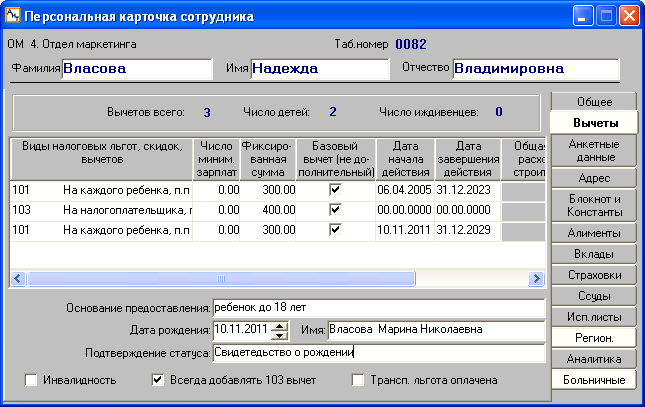 Персональная карточка сотрудника
ОМ 4. Отдел маркетинга Таб.номер 0082
Фамилия Власова Имя Надежда Отчество Владимировна
Вычетов всего: 3 Число детей: 2 Число иждивенцев: 0
Виды налоговых льгот, скидок, вычетов Число миним. зарплат Фиксиро-ванная сумма Базовый вычет (не до-полнительный) Дата начала действия Дата завершения действия Общая расхо строит
101 На каждого ребенка, п.п 0.00 300.00 06.04.2005 31.12.2023
103 На налогоплательщика, г 0.00 400.00 00.00.0000 00.00.0000
101 На каждого ребенка, п.п 0.00 300.00 10.11.2011 31.12.2029
Основание предоставления: ребенок до 18 лет
Дата рождения: 10.11.2011 Имя: Власова Марина Николаевна
Подтверждение статуса: Свидетедьство о рождении
Инвалидность Всегда добавлять 103 вычет Трансп. льгота оплачена
Общее
Вычеты
Анкетные
данные
Адрес
Блокнот и
Константы
Алименты
Вклады
Страховки
Ссуды
Исп.листы
Регион.
Аналитика
Больничные